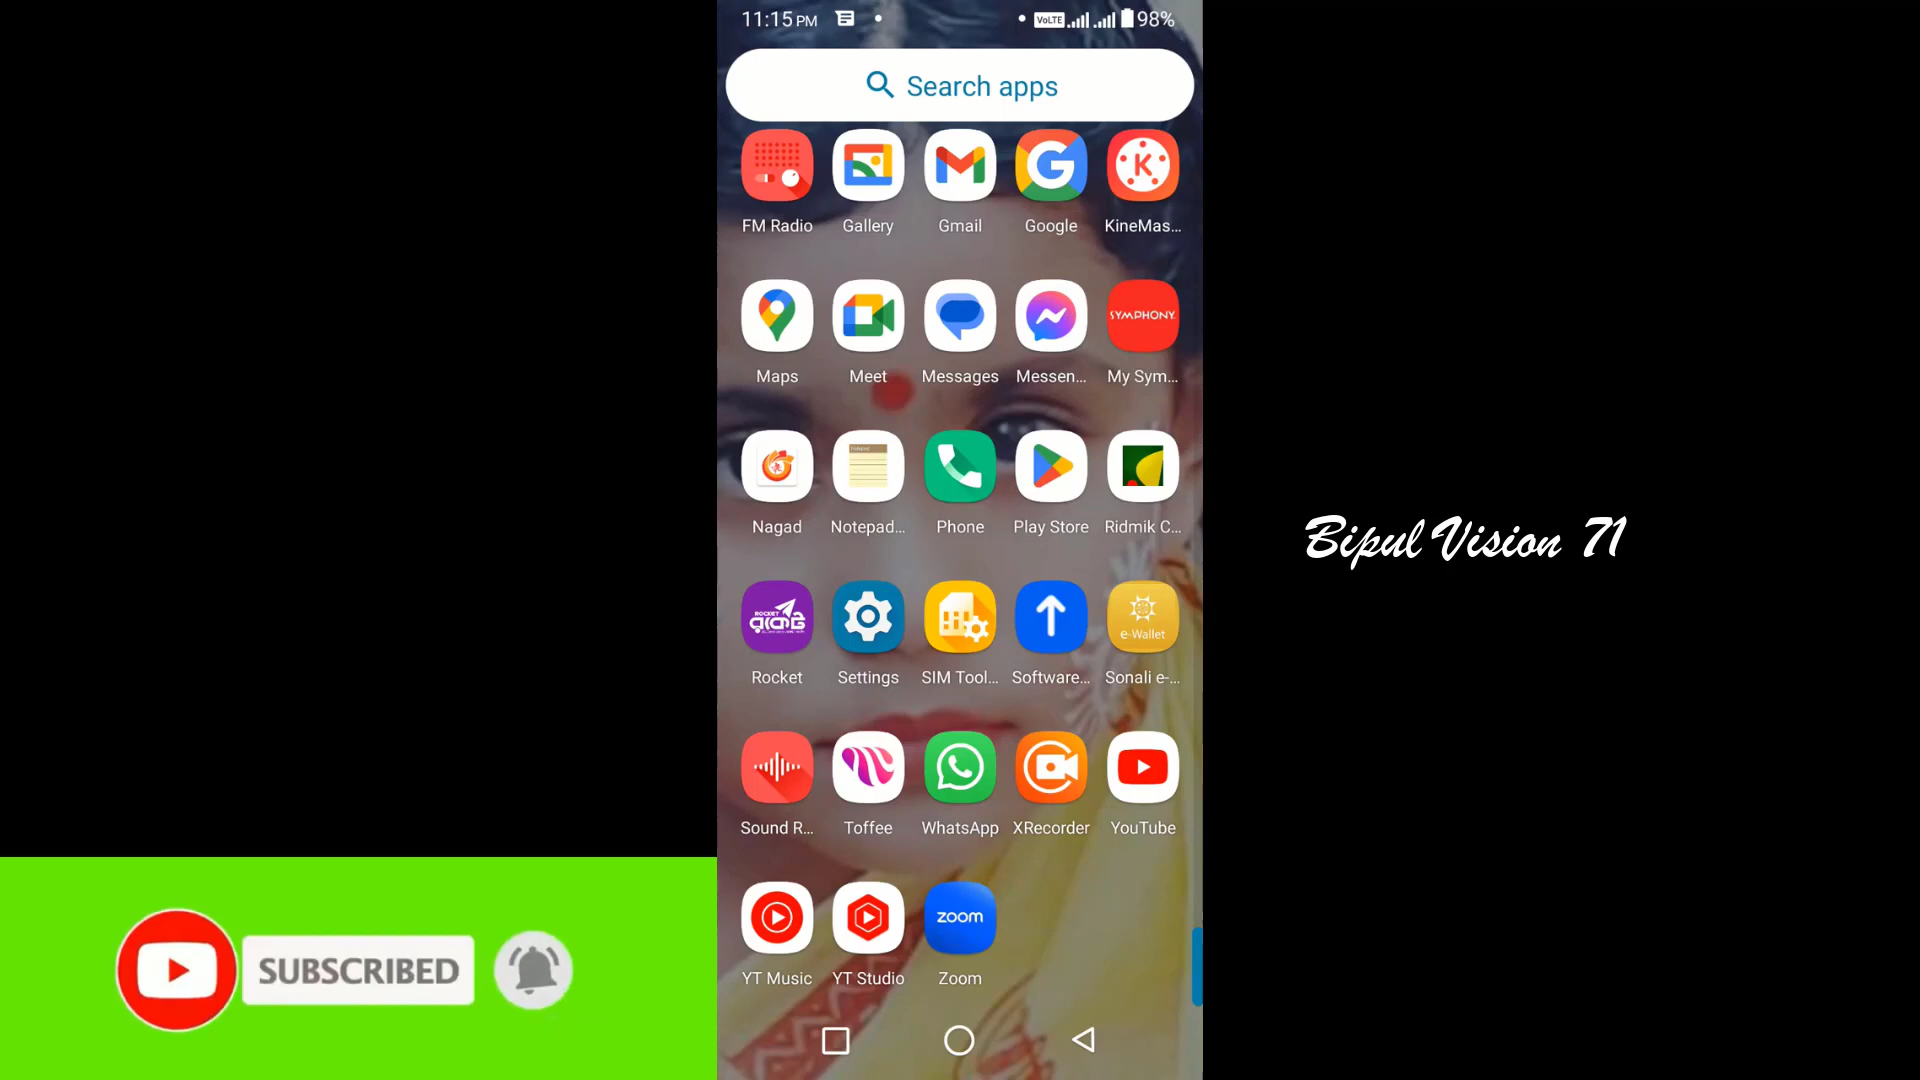 11:15 PM VoLTE 98%
Search apps
FM Radio Gallery Gmail Google KineMas...
SYMPHONY
Maps Meet Messages Messen... My Sym...
Nagad Notepad... Phone Play Store Ridmik C...
ROCKET
রকেট
e-Wallet
Rocket Settings SIM Tool... Software... Sonali e-...
Sound R... Toffee WhatsApp XRecorder YouTube
zoom
YT Music YT Studio Zoom
SUBSCRIBED
Bipul Vision 71